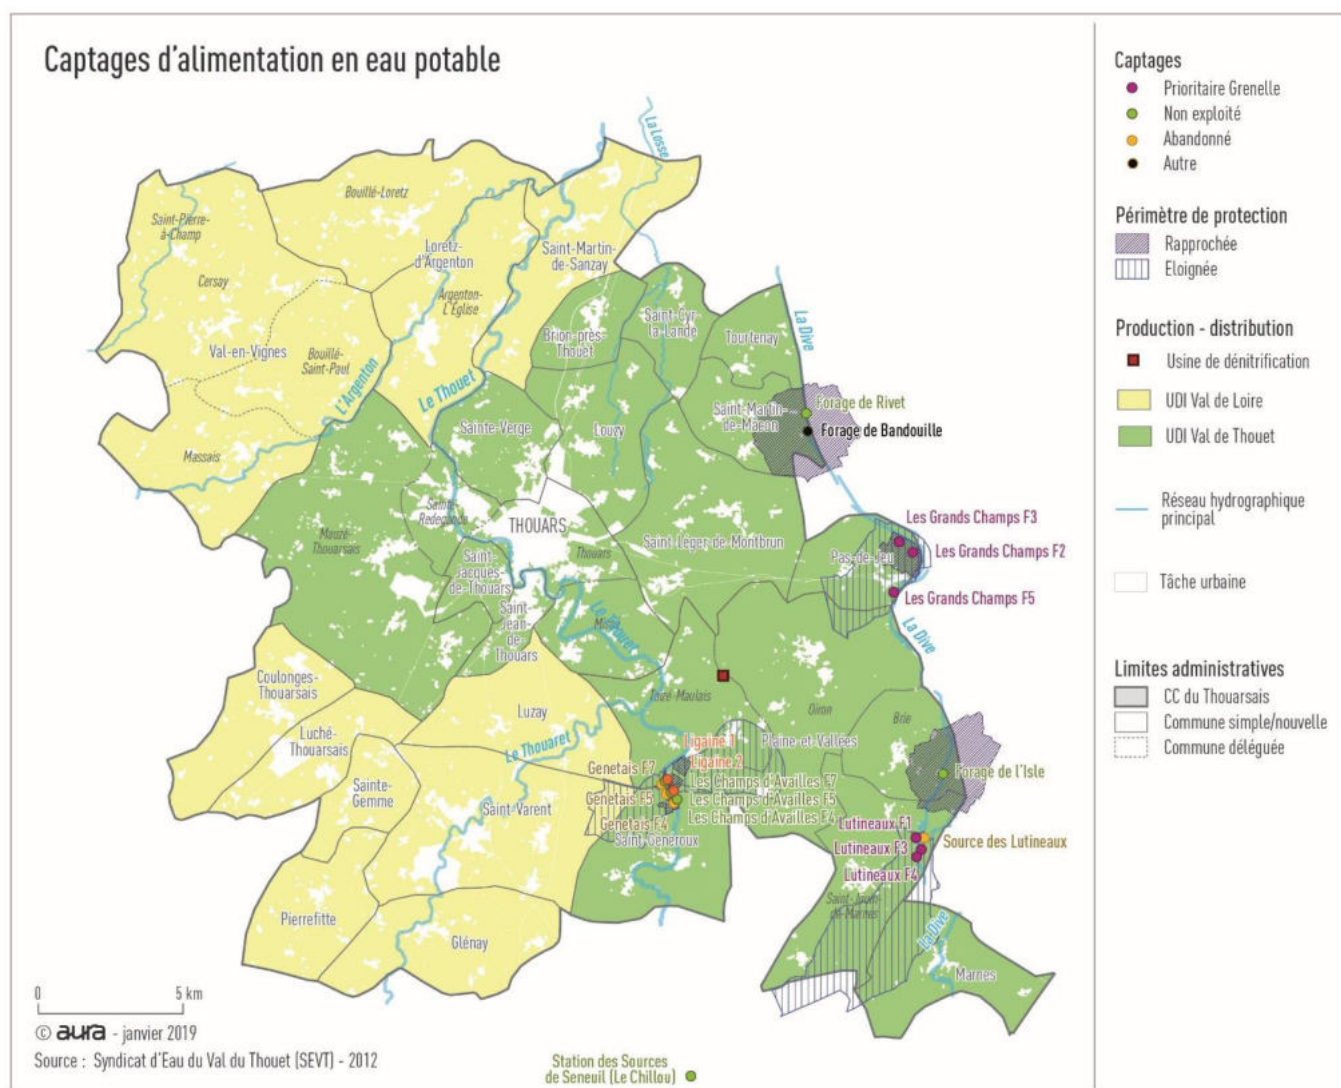 Captages d'alimentation en eau potable
La Losse
Bouillé-Loretz
Saint-Pierre-
à-Champ
Loretz-
d'Argenton
Saint-Martin-
de-Sanzay
Cersay
Argenton-
L'Église
Saint-Cyr-
la-Lande
Brion-près-
Thouet
Tourtenay
La Dive
Val-en-Vignes
Bouillé-
Saint-Paul
L'Argenton
Le Thouet
Saint-Martin-
de-Mâcon
Forage de Rivet
Forage de Bandouille
Sainte-Verge
Louzy
Massais
Sainte-
Radegonde
THOUARS
Mauzé-
Thouarsais
Thouars
Saint-Léger-de-Montbrun
Les Grands Champs F3
Pas-de-Jeu
Les Grands Champs F2
Saint-
Jacques-
de-Thouars
Les Grands Champs F5
Saint-
Jean-
de-
Thouars
Le Thouet
Missé
La Dive
Coulonges-
Thouarsais
Taizé-Maulais
Oiron
Brie
Luzay
Luché-
Thouarsais
Le Thouaret
Ligaine 1
Ligaine 2
Plaine-et-Vallées
Genetais F7
Les Champs d'Availles F7
Forage de l'Isle
Sainte-
Gemme
Genetais F5
Les Champs d'Availles F5
Saint-Varent
Genetais F4
Les Champs d'Availles F4
Saint-Généroux
Lutineaux F1
Source des Lutineaux
Lutineaux F3
Lutineaux F4
Saint-Jouin-
de-Marnes
Pierrefitte
Glénay
La Dive
Marnes
0 5 km
© aura - janvier 2019
Source : Syndicat d'Eau du Val du Thouet (SEVT) - 2012
Station des Sources
de Seneuil (Le Chillou)
Captages
Prioritaire Grenelle
Non exploité
Abandonné
Autre
Périmètre de protection
Rapprochée
Eloignée
Production - distribution
Usine de dénitrification
UDI Val de Loire
UDI Val de Thouet
Réseau hydrographique
principal
Tâche urbaine
Limites administratives
CC du Thouarsais
Commune simple/nouvelle
Commune déléguée